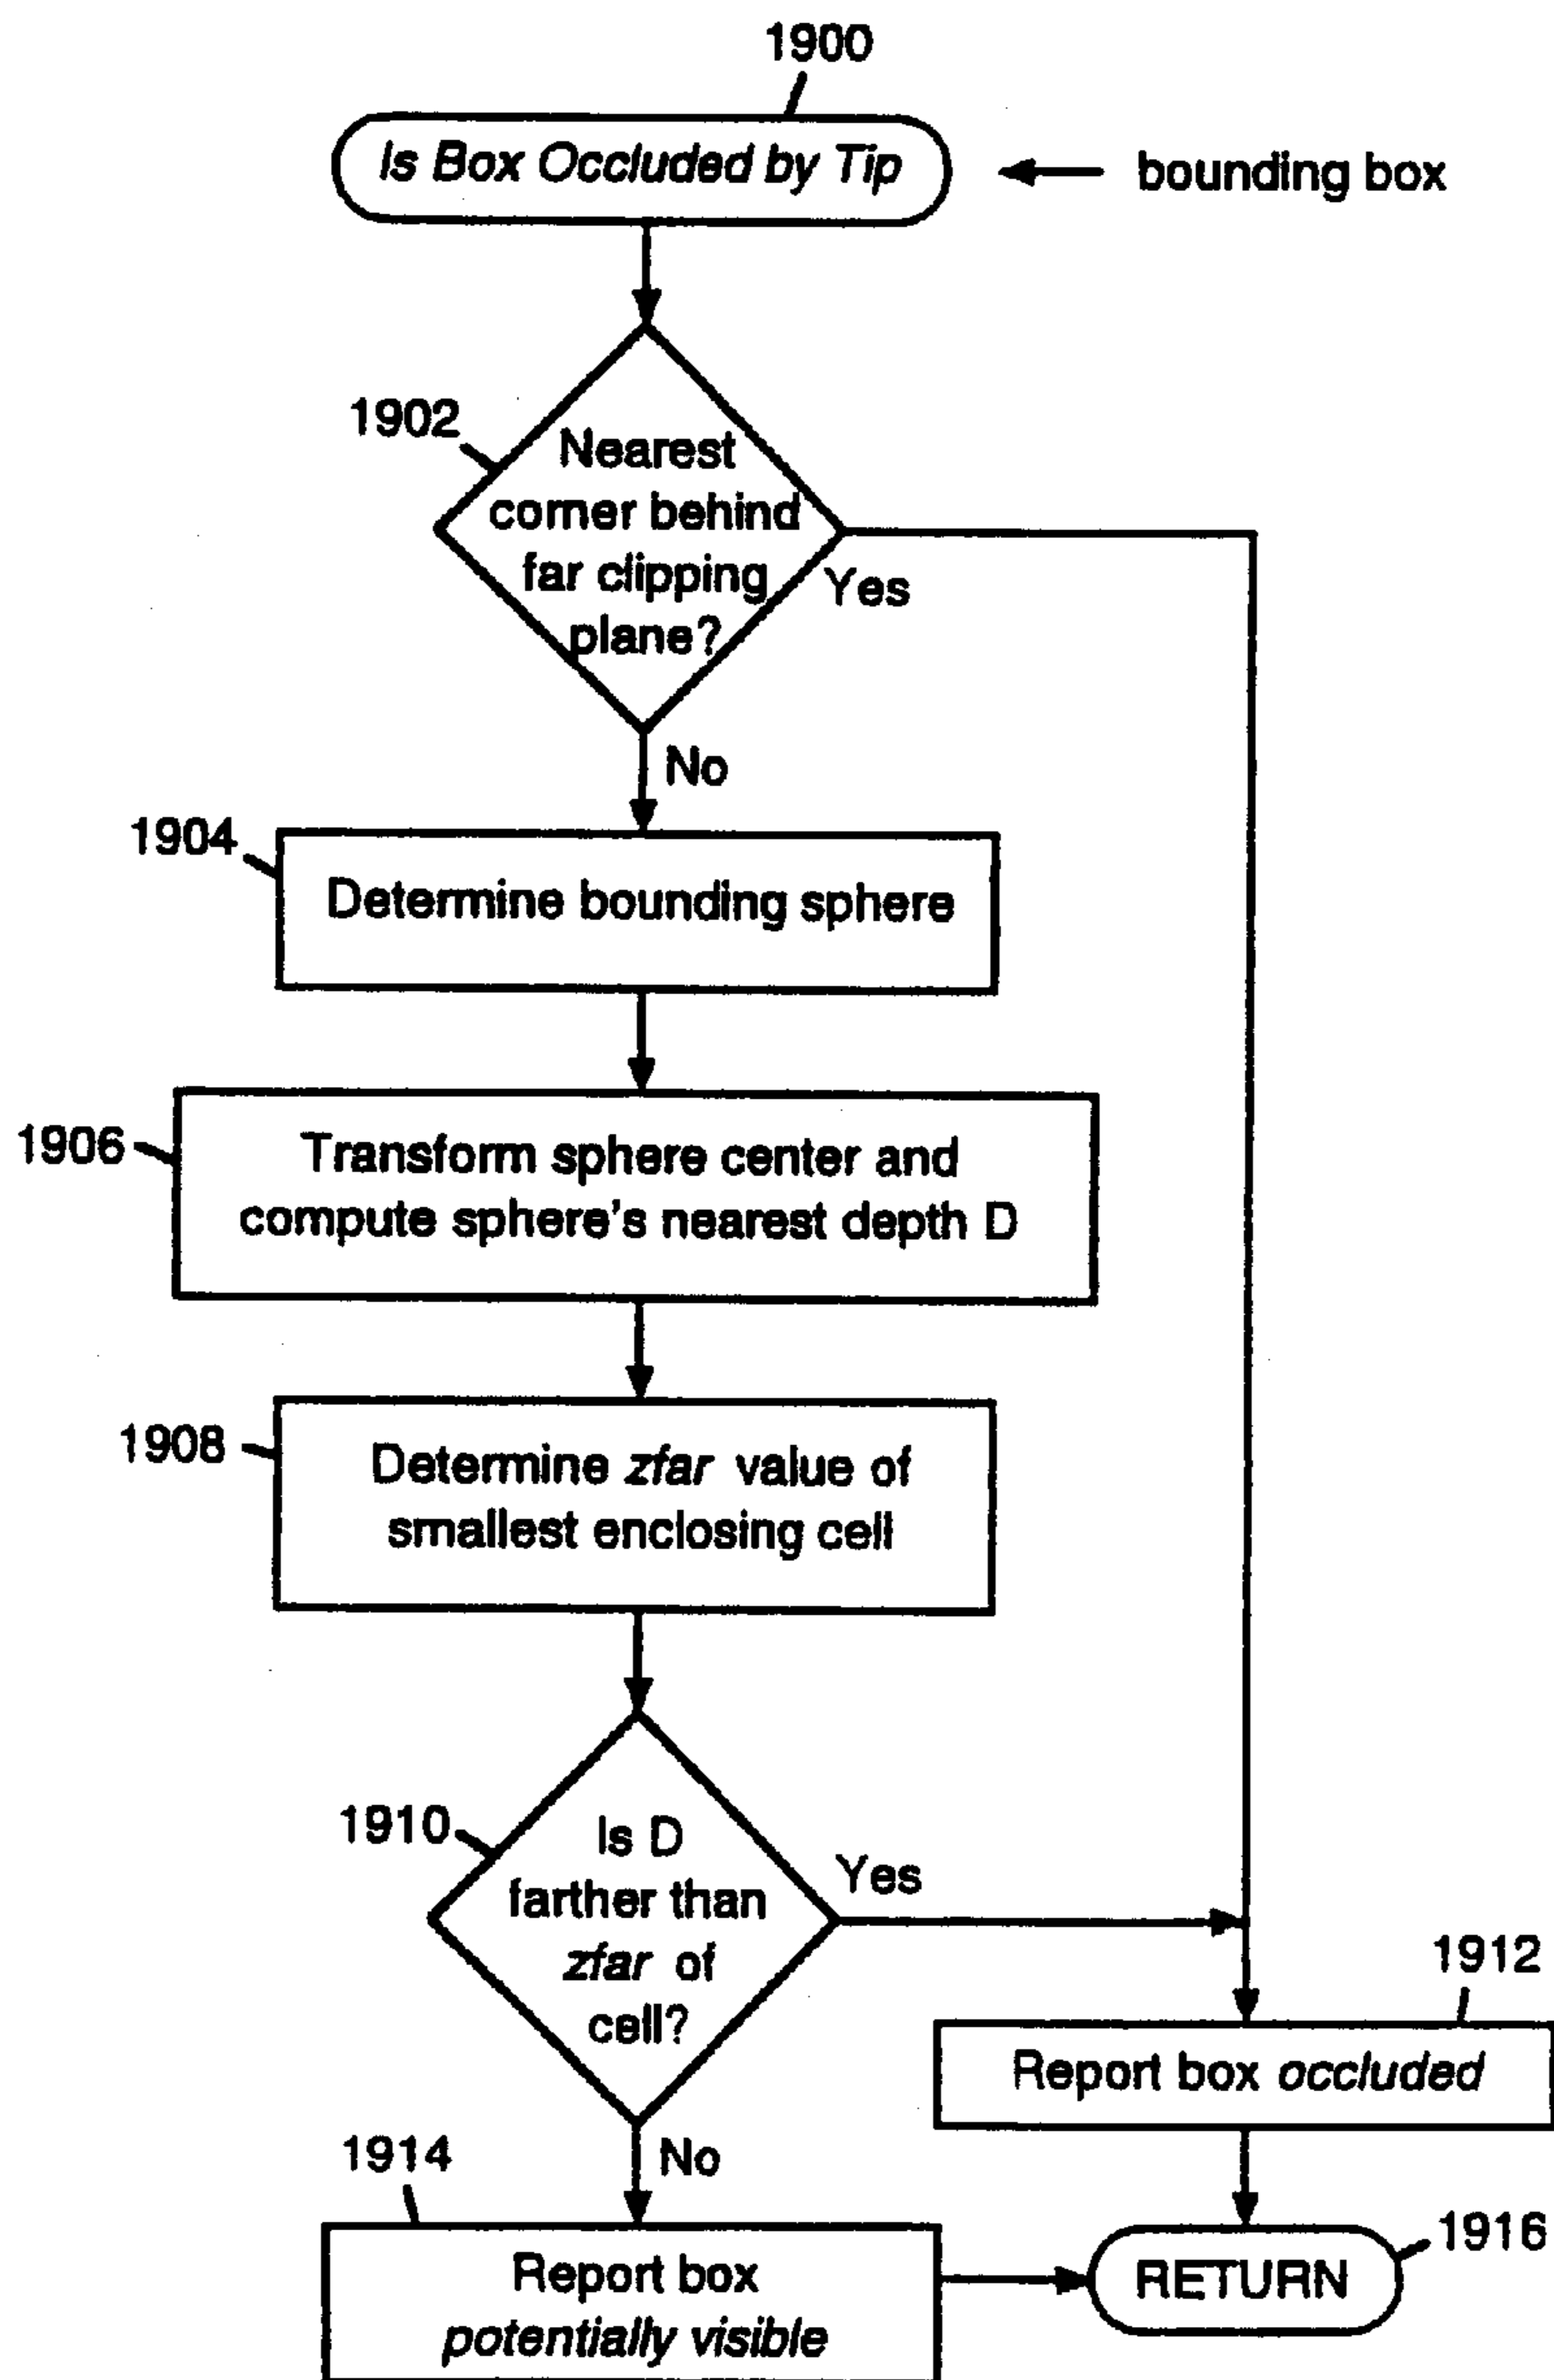 1900
Is Box Occluded by Tip
bounding box
1902
Nearest
corner behind
far clipping
plane?
Yes
No
1904
Determine bounding sphere
1906
Transform sphere center and
compute sphere's nearest depth D
1908
Determine zfar value of
smallest enclosing cell
1910
Is D
farther than
zfar of
cell?
Yes
1912
Report box occluded
No
1914
Report box
potentially visible
RETURN
1916